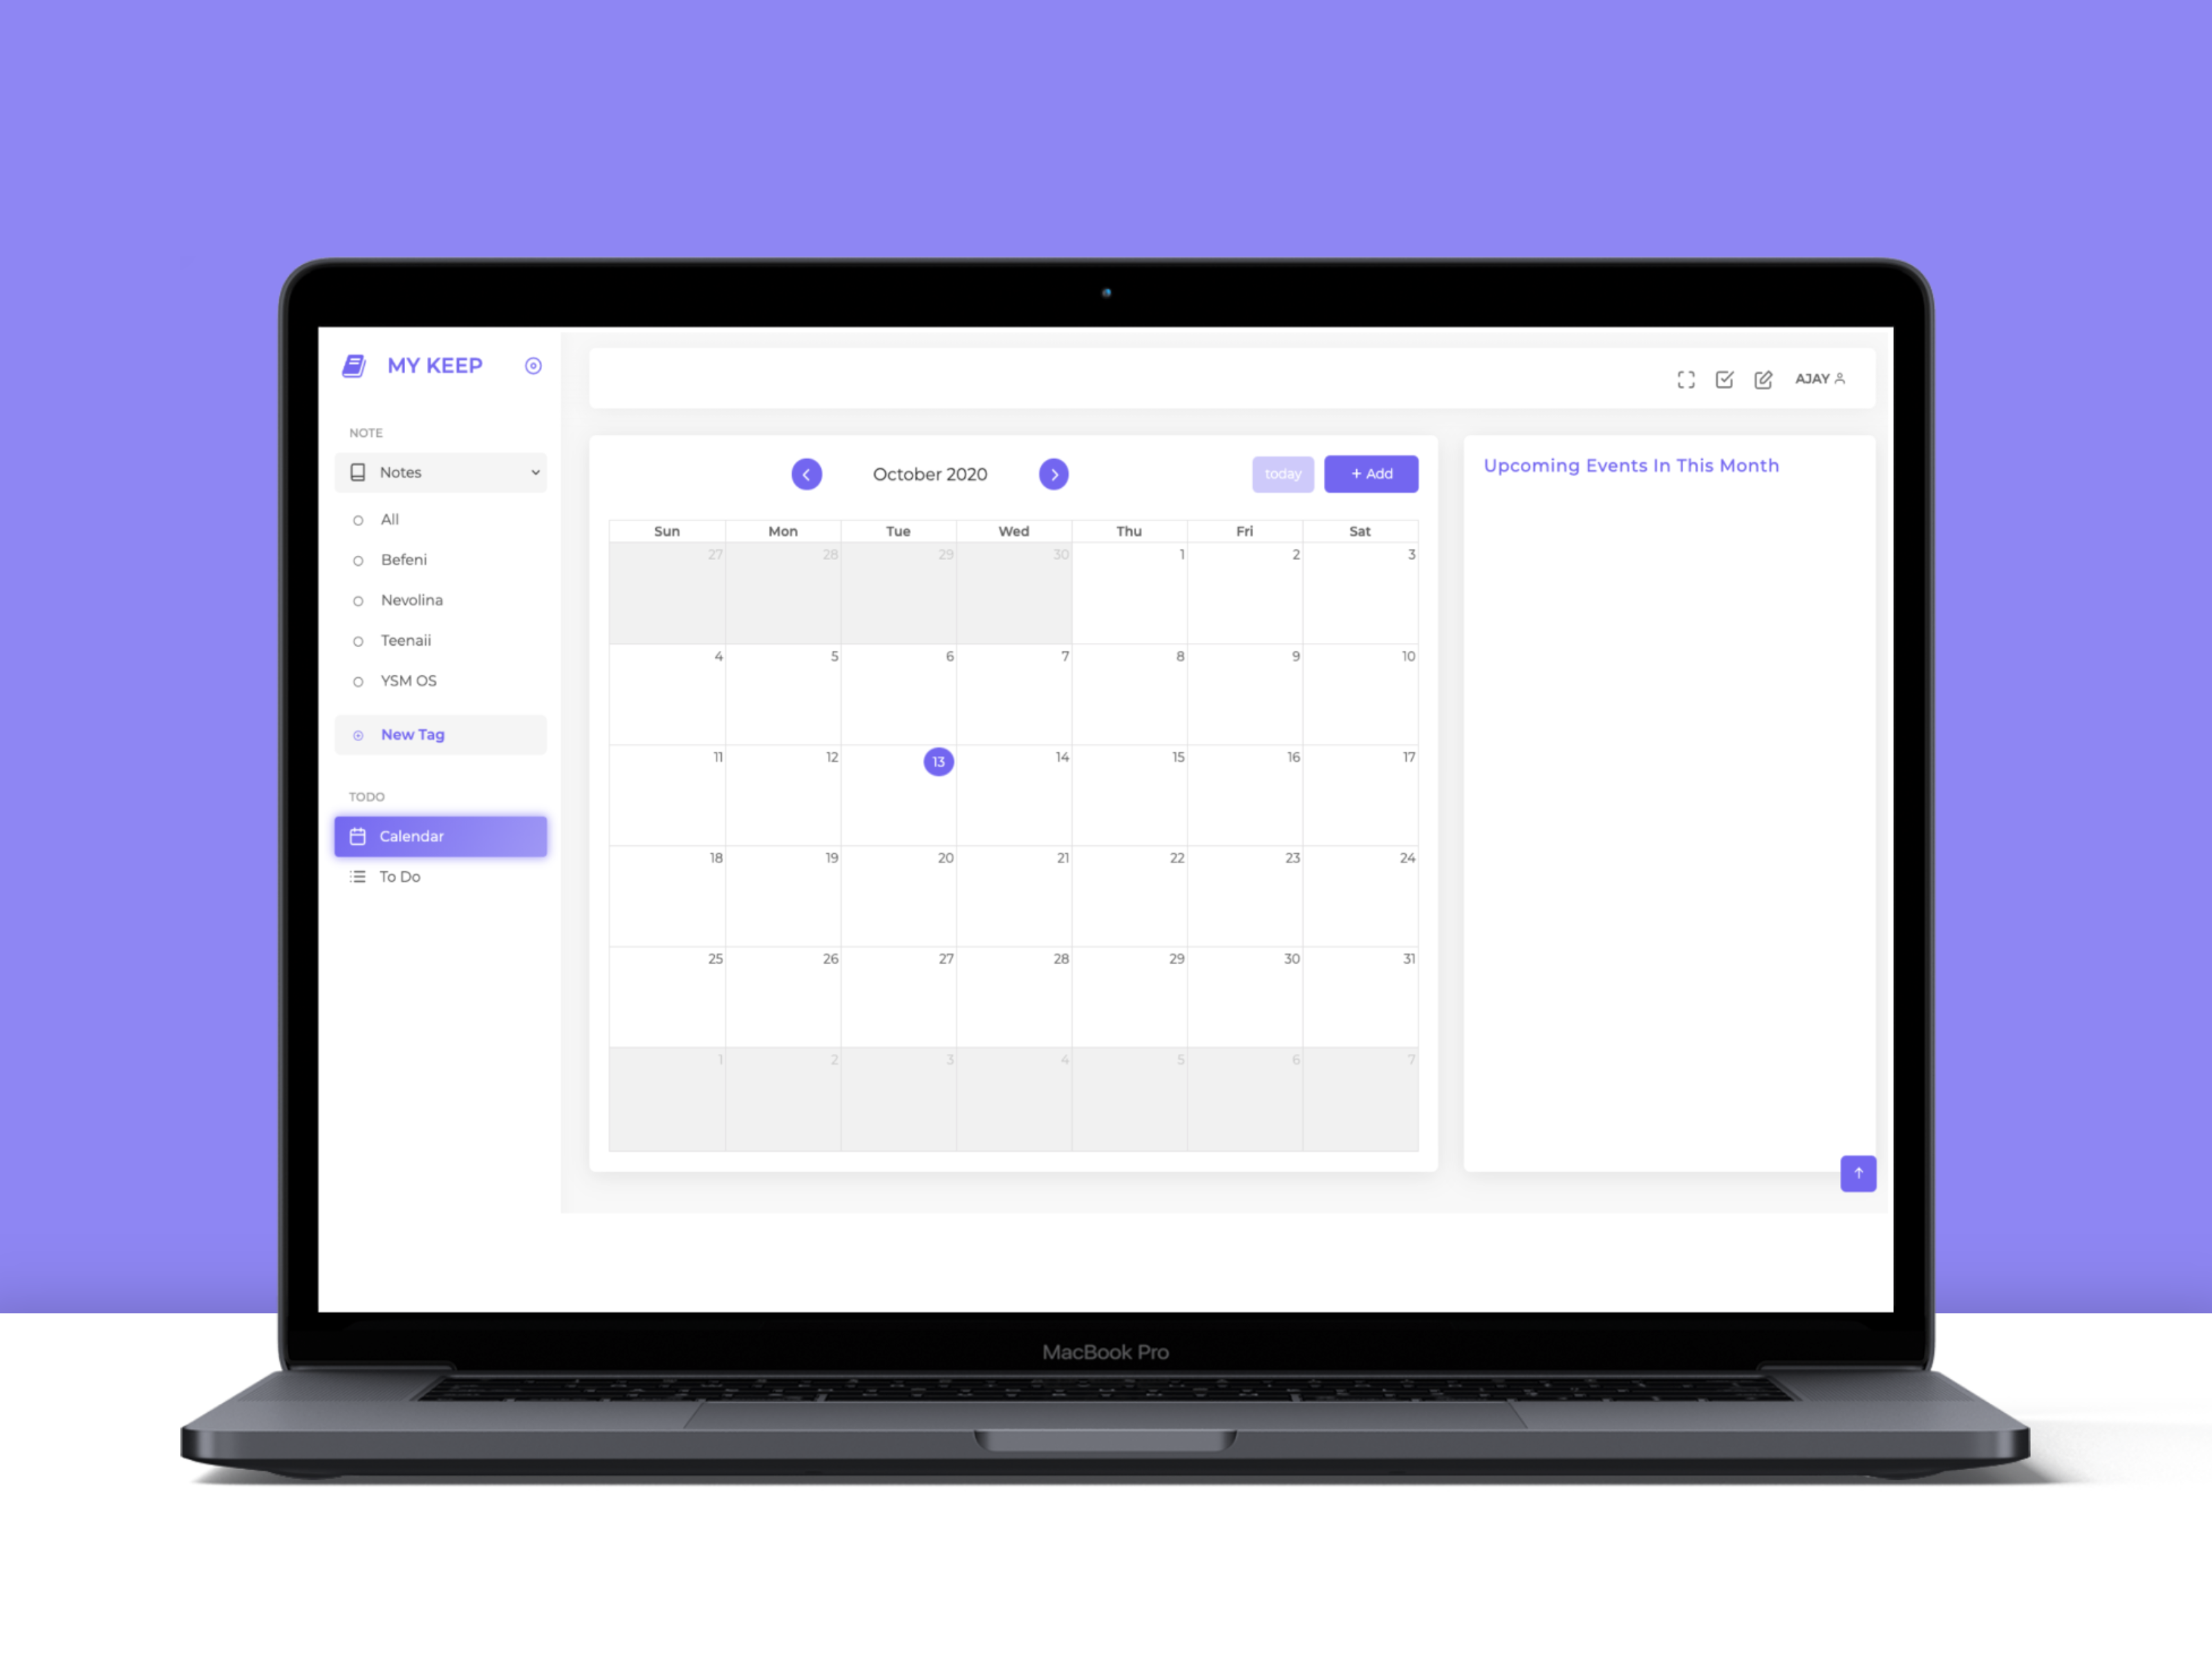 MY KEEP
AJAY
NOTE
Notes
All
Befeni
Nevolina
Teenaii
YSM OS
New Tag
TODO
Calendar
To Do
October 2020
today
+ Add
Sun Mon Tue Wed Thu Fri Sat
27 28 29 30 1 2 3
4 5 6 7 8 9 10
11 12 13 14 15 16 17
18 19 20 21 22 23 24
25 26 27 28 29 30 31
1 2 3 4 5 6 7
Upcoming Events In This Month
MacBook Pro